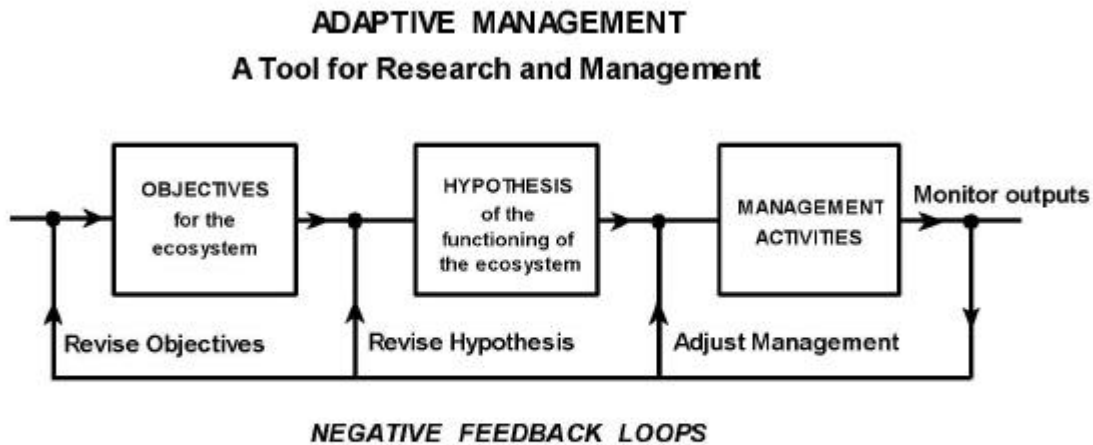 ADAPTIVE MANAGEMENT
A Tool for Research and Management
OBJECTIVES
for the
ecosystem
HYPOTHESIS
of the
functioning of
the ecosystem
MANAGEMENT
ACTIVITIES
Monitor outputs
Revise Objectives
Revise Hypothesis
Adjust Management
NEGATIVE FEEDBACK LOOPS